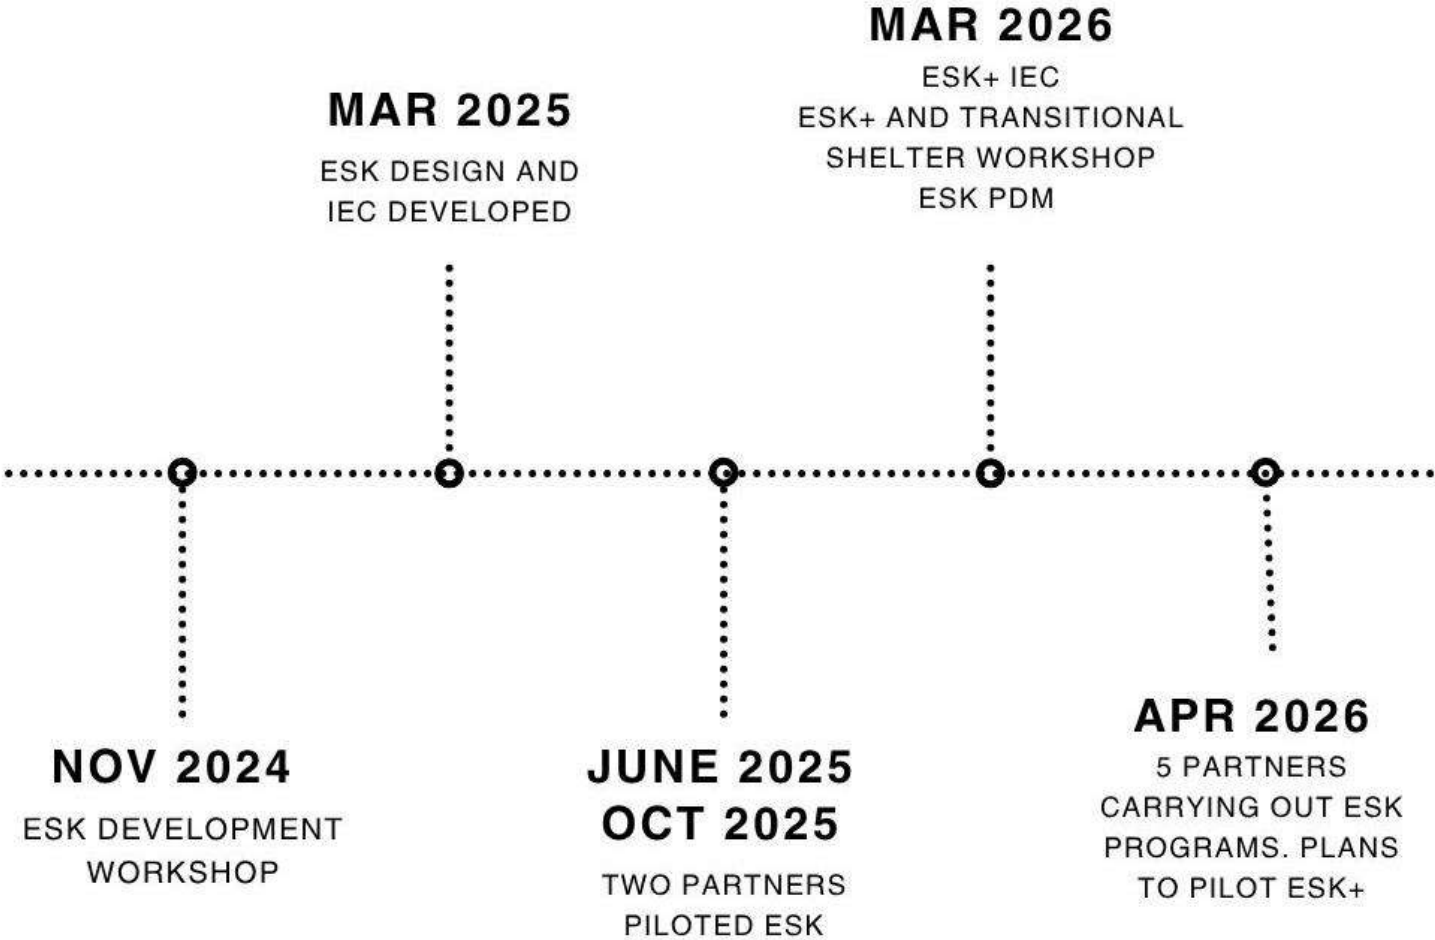 NOV 2024
ESK DEVELOPMENT
WORKSHOP
MAR 2025
ESK DESIGN AND
IEC DEVELOPED
JUNE 2025
OCT 2025
TWO PARTNERS
PILOTED ESK
MAR 2026
ESK+ IEC
ESK+ AND TRANSITIONAL
SHELTER WORKSHOP
ESK PDM
APR 2026
5 PARTNERS
CARRYING OUT ESK
PROGRAMS. PLANS
TO PILOT ESK+